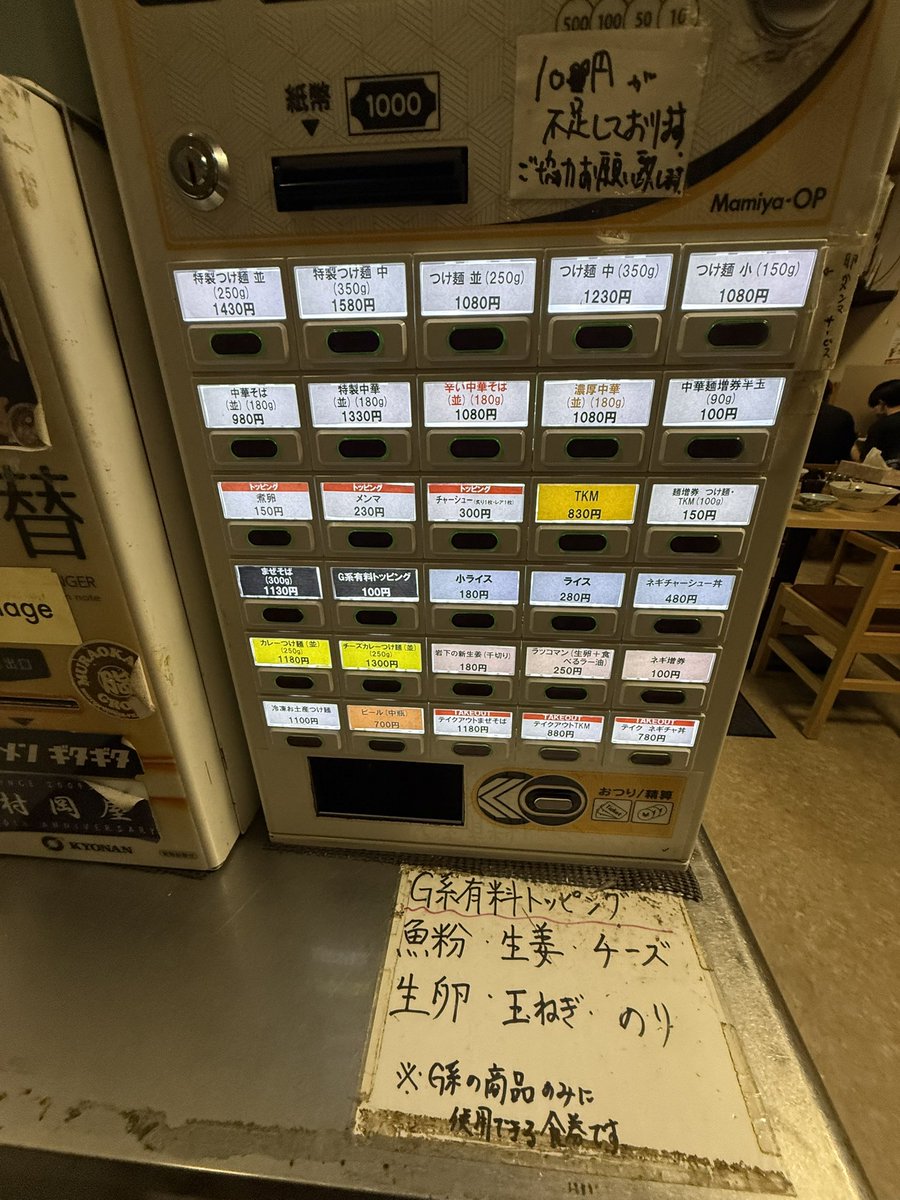 500 100 50 10
紙幣
1000
10円が
不足しております
ご協力お願い致します
Mamiya-OP
特製つけ麺 並
(250g)
1430円
特製つけ麺 中
(350g)
1580円
つけ麺 並(250g)
1080円
つけ麺 中(350g)
1230円
つけ麺 小(150g)
1080円
中華そば
(並)(180g)
980円
特製中華
(並)(180g)
1330円
辛い中華そば
(並)(180g)
1080円
濃厚中華
(並)(180g)
1080円
中華麺増券半玉
(90g)
100円
トッピング
煮卵
150円
トッピング
メンマ
230円
トッピング
チャーシュー(炙り1枚・レア1枚)
300円
TKM
830円
麺増券 つけ麺・
TKM(100g)
150円
まぜそば
(300g)
1130円
G系有料トッピング
100円
小ライス
180円
ライス
280円
ネギチャーシュー丼
480円
カレーつけ麺(並)
(250g)
1180円
チーズカレーつけ麺(並)
(250g)
1300円
岩下の新生姜(千切り)
180円
ラツコマン(生卵+食
べるラー油)
250円
ネギ増券
100円
冷凍お土産つけ麺
1100円
ビール(中瓶)
700円
TAKEOUT
テイクアウトまぜそば
1180円
TAKEOUT
テイクアウトTKM
880円
TAKEOUT
テイク ネギチャ丼
780円
おつり/精算
替
KYONAN
村岡屋
G系有料トッピング
魚粉・生姜・チーズ
生卵・玉ねぎ・のり
※G系の商品のみに
使用できる食券です